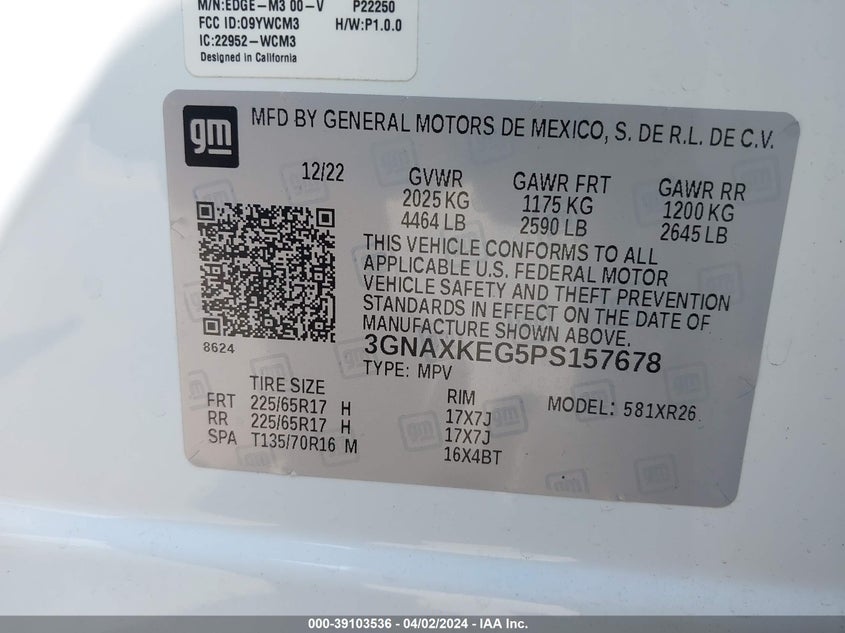 M/N:EDGE-M3 00-V P22250
FCC ID:O9YWCM3 H/W:P1.0.0
IC:22952-WCM3
Designed in California
gm
MFD BY GENERAL MOTORS DE MEXICO, S. DE R.L. DE C.V.
12/22 GVWR GAWR FRT GAWR RR
2025 KG 1175 KG 1200 KG
4464 LB 2590 LB 2645 LB
THIS VEHICLE CONFORMS TO ALL
APPLICABLE U.S. FEDERAL MOTOR
VEHICLE SAFETY AND THEFT PREVENTION
STANDARDS IN EFFECT ON THE DATE OF
MANUFACTURE SHOWN ABOVE.
8624
3GNAXKEG5PS157678
TYPE: MPV
TIRE SIZE RIM MODEL: 581XR26
FRT 225/65R17 H 17X7J
RR 225/65R17 H 17X7J
SPA T135/70R16 M 16X4BT
000-39103536 - 04/02/2024 - IAA Inc.